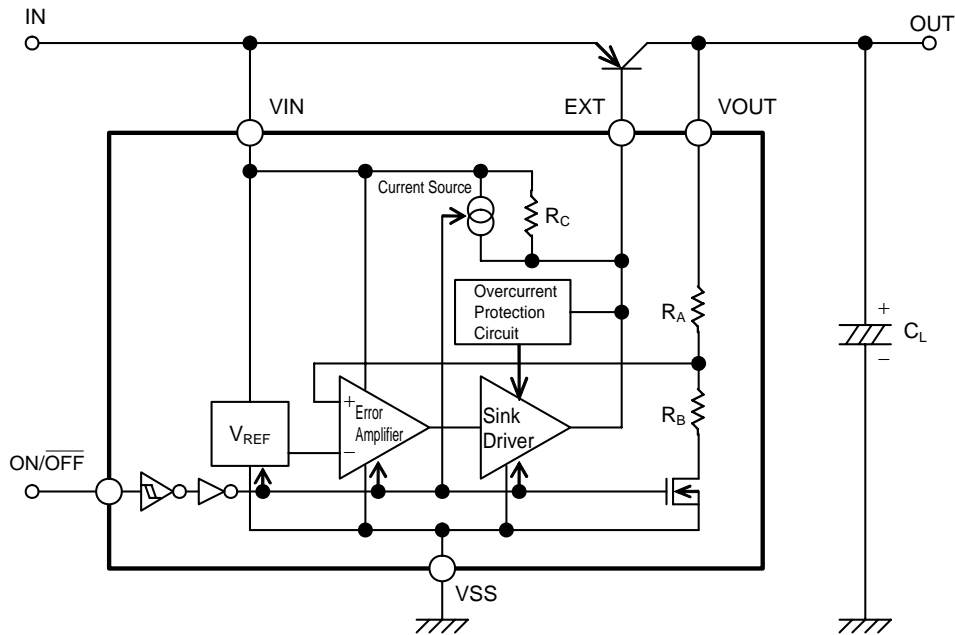 IN
OUT
VIN
EXT
VOUT
Current Source
RC
Overcurrent
Protection
Circuit
RA
+
CL
−
+
Error
Amplifier
−
Sink
Driver
RB
VREF
ON/OFF
VSS